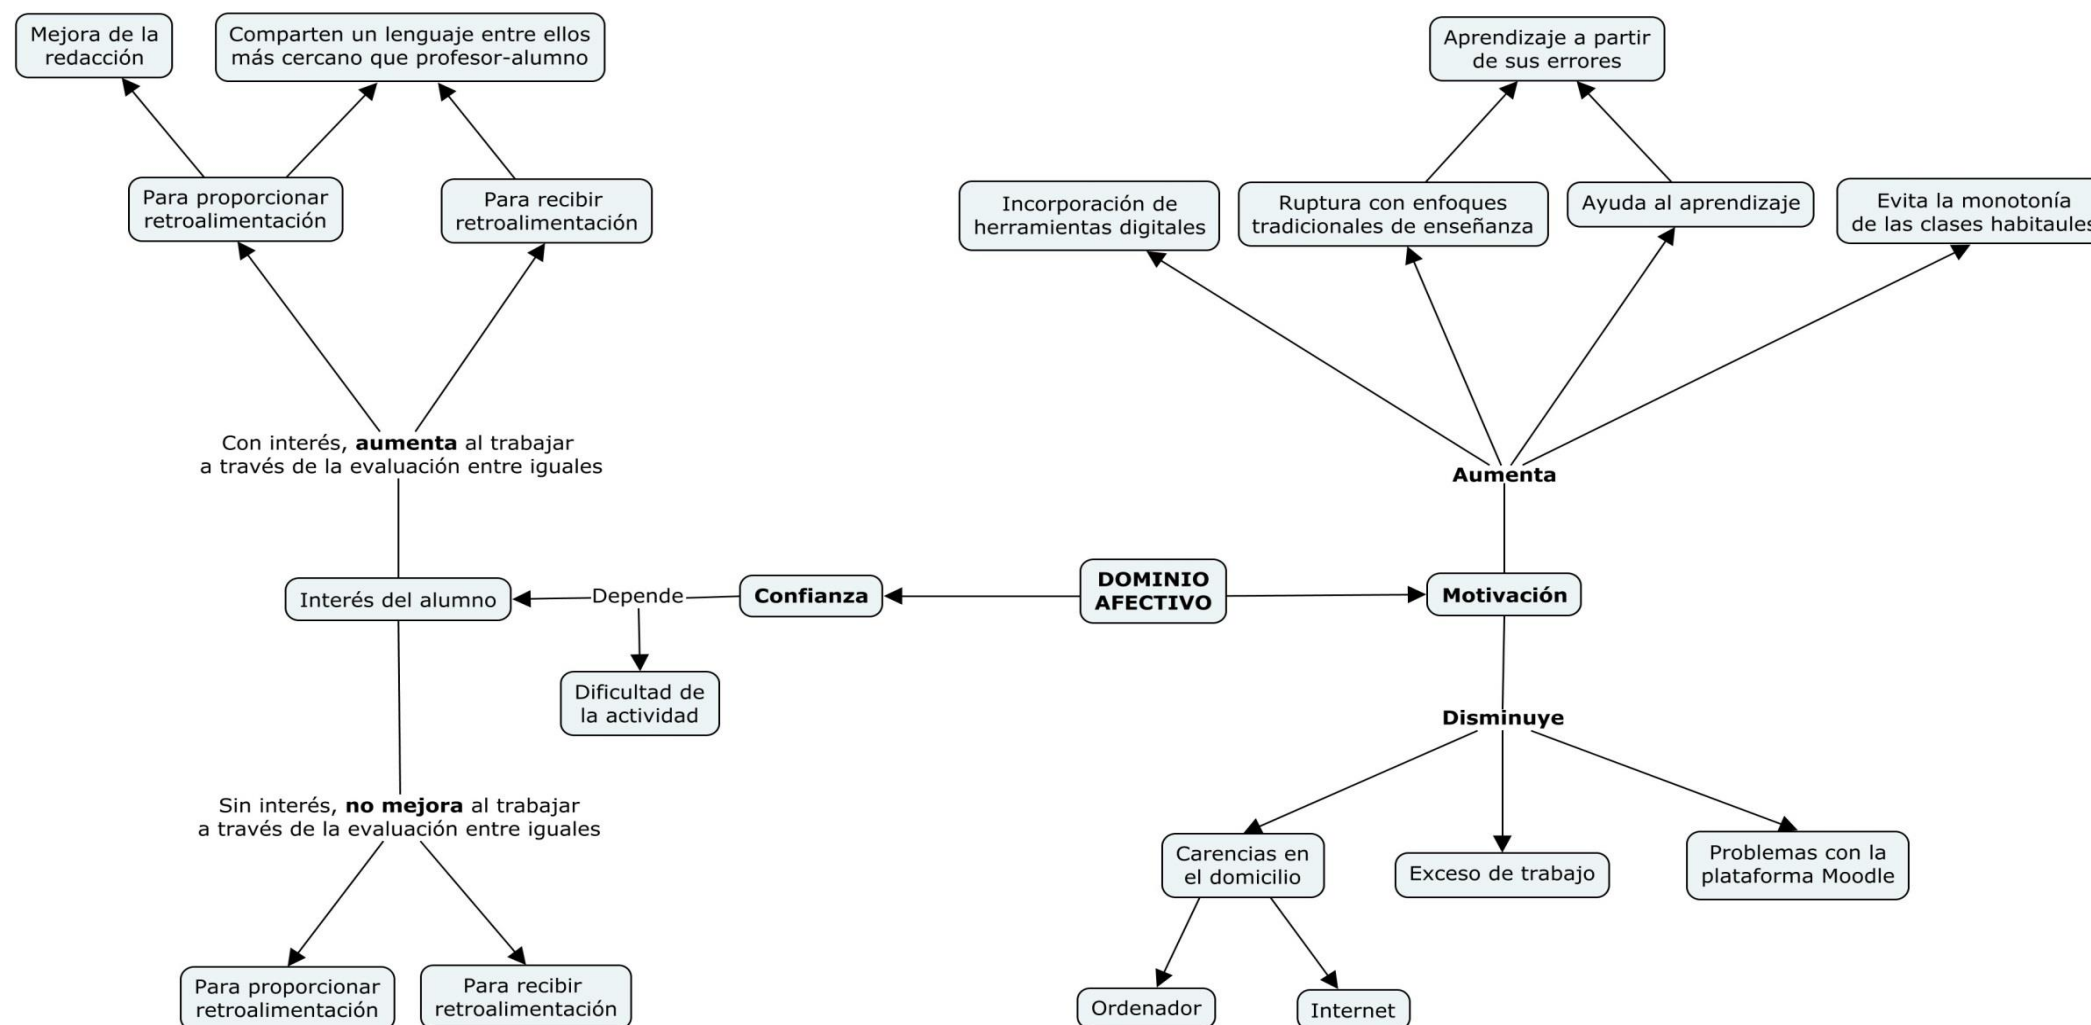 Mejora de la
redacción
Comparten un lenguaje entre ellos
más cercano que profesor-alumno
Aprendizaje a partir
de sus errores
Para proporcionar
retroalimentación
Para recibir
retroalimentación
Incorporación de
herramientas digitales
Ruptura con enfoques
tradicionales de enseñanza
Ayuda al aprendizaje
Evita la monotonía
de las clases habitaules
Con interés, aumenta al trabajar
a través de la evaluación entre iguales
Aumenta
Interés del alumno
Depende
Confianza
DOMINIO
AFECTIVO
Motivación
Dificultad de
la actividad
Disminuye
Sin interés, no mejora al trabajar
a través de la evaluación entre iguales
Carencias en
el domicilio
Exceso de trabajo
Problemas con la
plataforma Moodle
Para proporcionar
retroalimentación
Para recibir
retroalimentación
Ordenador
Internet